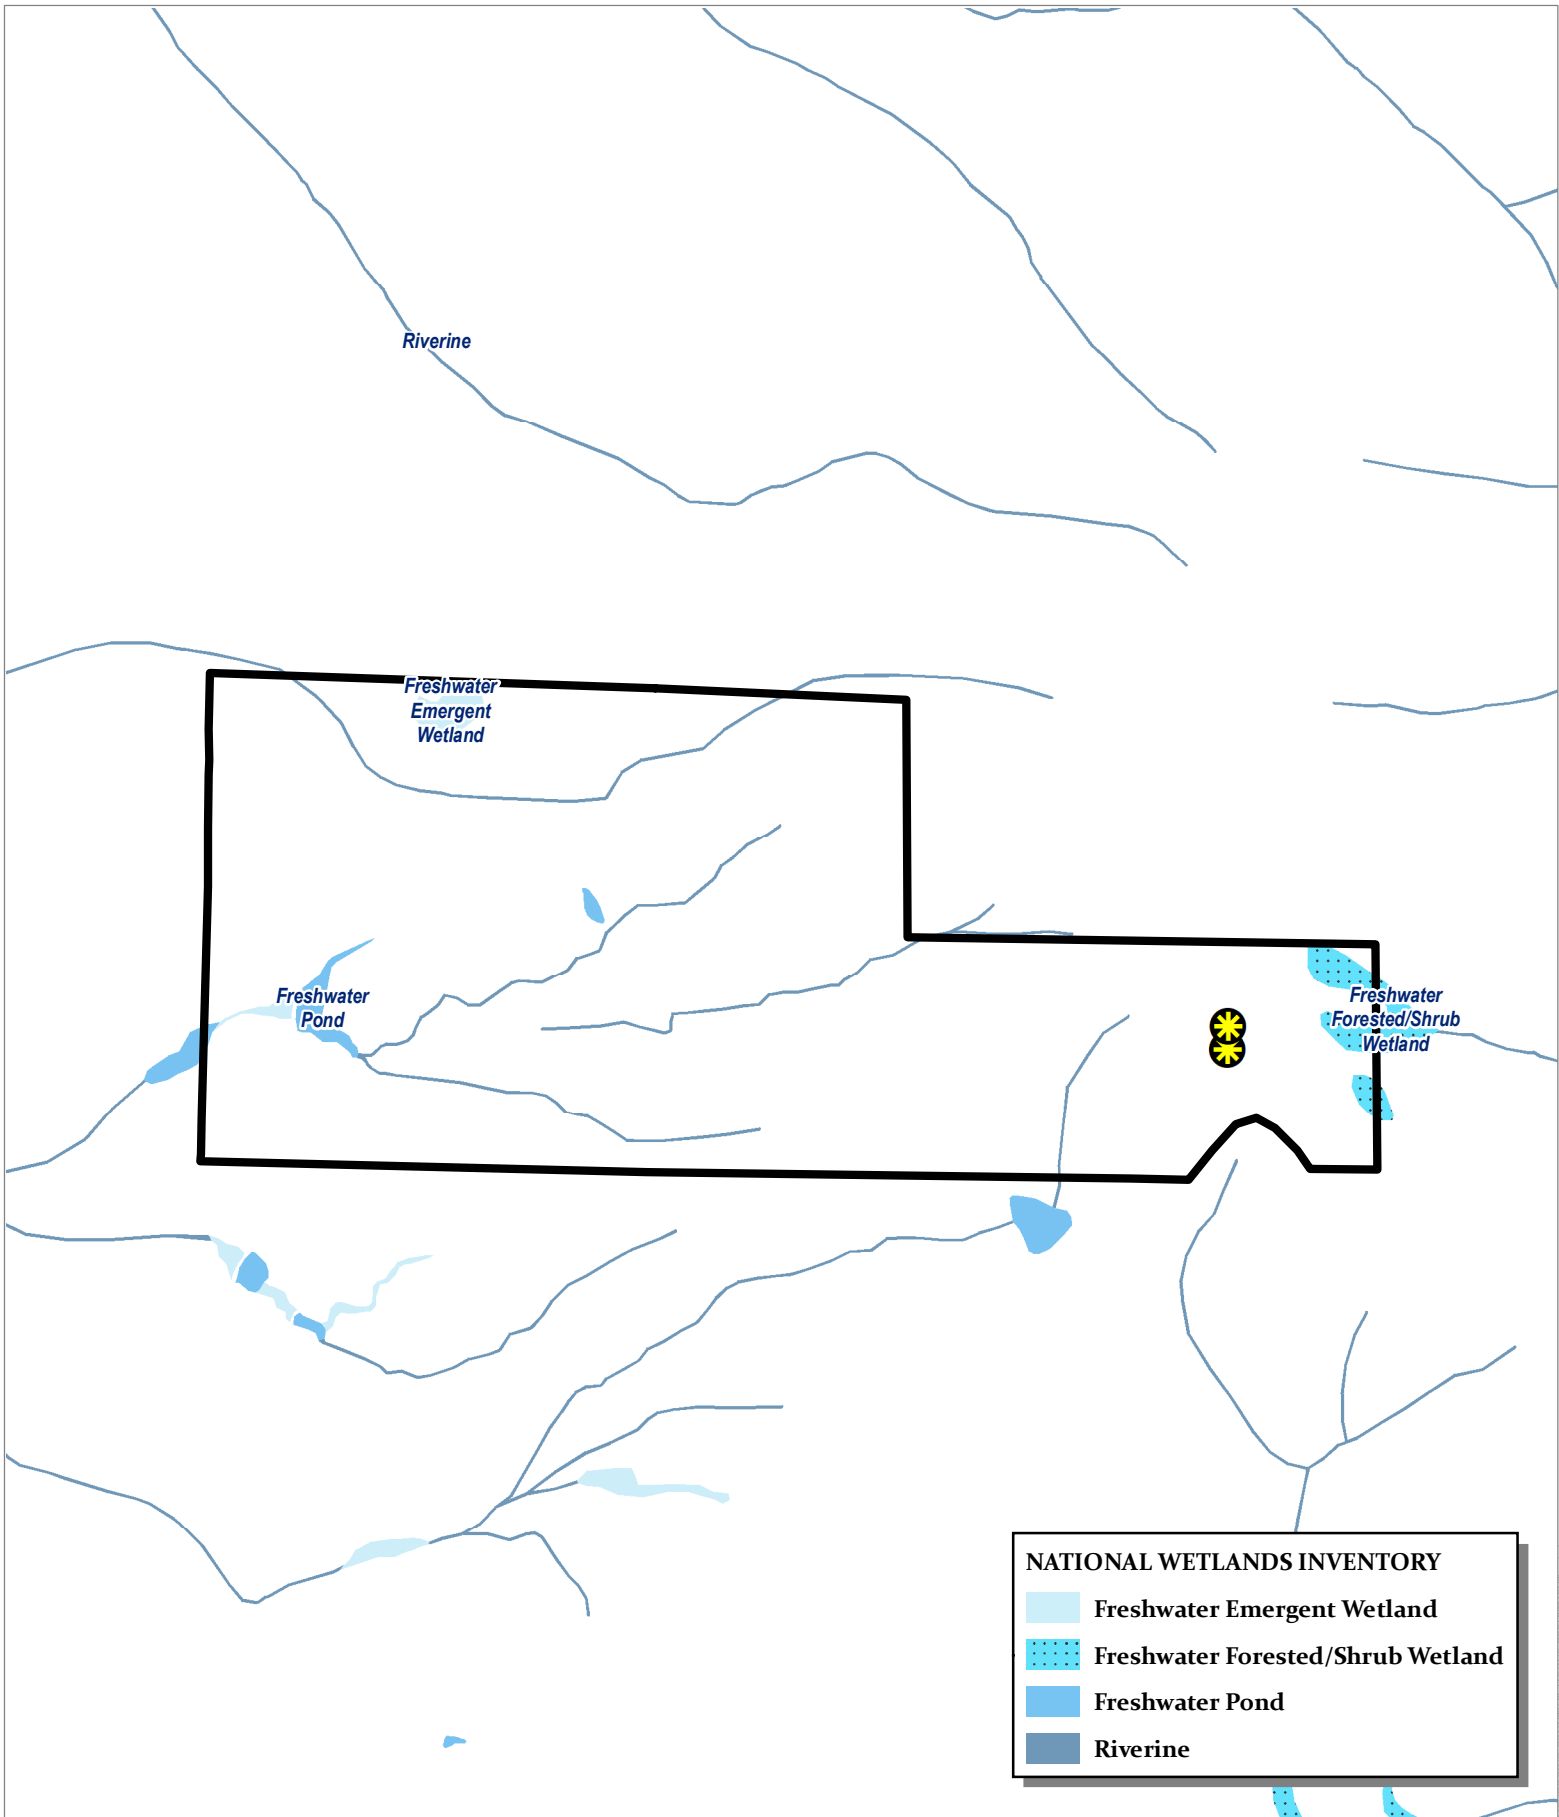 Riverine
Freshwater
Emergent
Wetland
Freshwater
Pond
Freshwater
Forested/Shrub
Wetland
NATIONAL WETLANDS INVENTORY
Freshwater Emergent Wetland
Freshwater Forested/Shrub Wetland
Freshwater Pond
Riverine